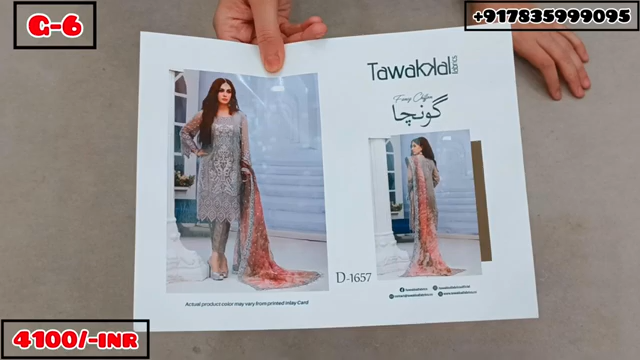 G-6
+917835999095
Tawakkal
fabrics
Fancy Chiffon
گونچا
D-1657
Actual product color may vary from printed Inlay Card
4100/-INR